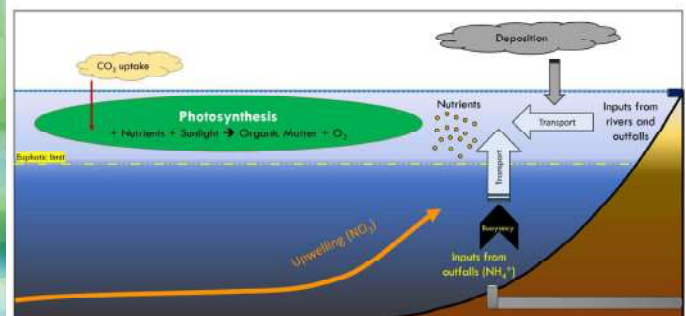 Deposition
CO₂ uptake
Photosynthesis
+ Nutrients + Sunlight → Organic Matter + O₂
Nutrients
Transport
Inputs from
rivers and
outfalls
Euphotic limit
Transport
Upwelling (NO₃)
Buoyancy
Inputs from
outfalls (NH₄⁺)